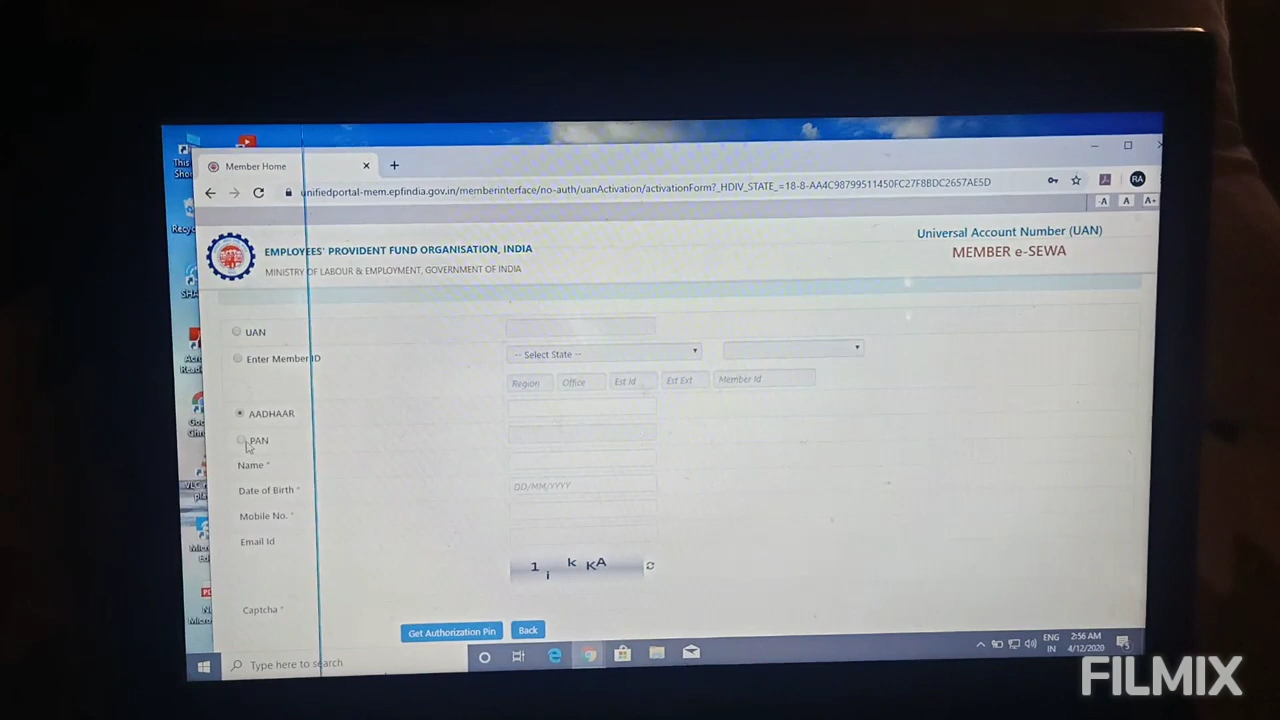 This
Recyc
Member Home
unifiedportal-mem.epfindia.gov.in/memberinterface/no-auth/uanActivation/activationForm?_HDIV_STATE_=18-8-AA4C98799511450FC27F8BDC2657AE5D
RA
-A A A+
EMPLOYEES' PROVIDENT FUND ORGANISATION, INDIA
MINISTRY OF LABOUR & EMPLOYMENT, GOVERNMENT OF INDIA
Universal Account Number (UAN)
MEMBER e-SEWA
UAN
Enter Member ID
-- Select State --
Region Office Est Id Est Ext Member Id
AADHAAR
PAN
Name *
Date of Birth *
DD/MM/YYYY
Mobile No. *
Email Id
1 i k K A
Captcha *
Get Authorization Pin Back
Type here to search
ENG
IN
2:56 AM
4/12/2020
FILMIX